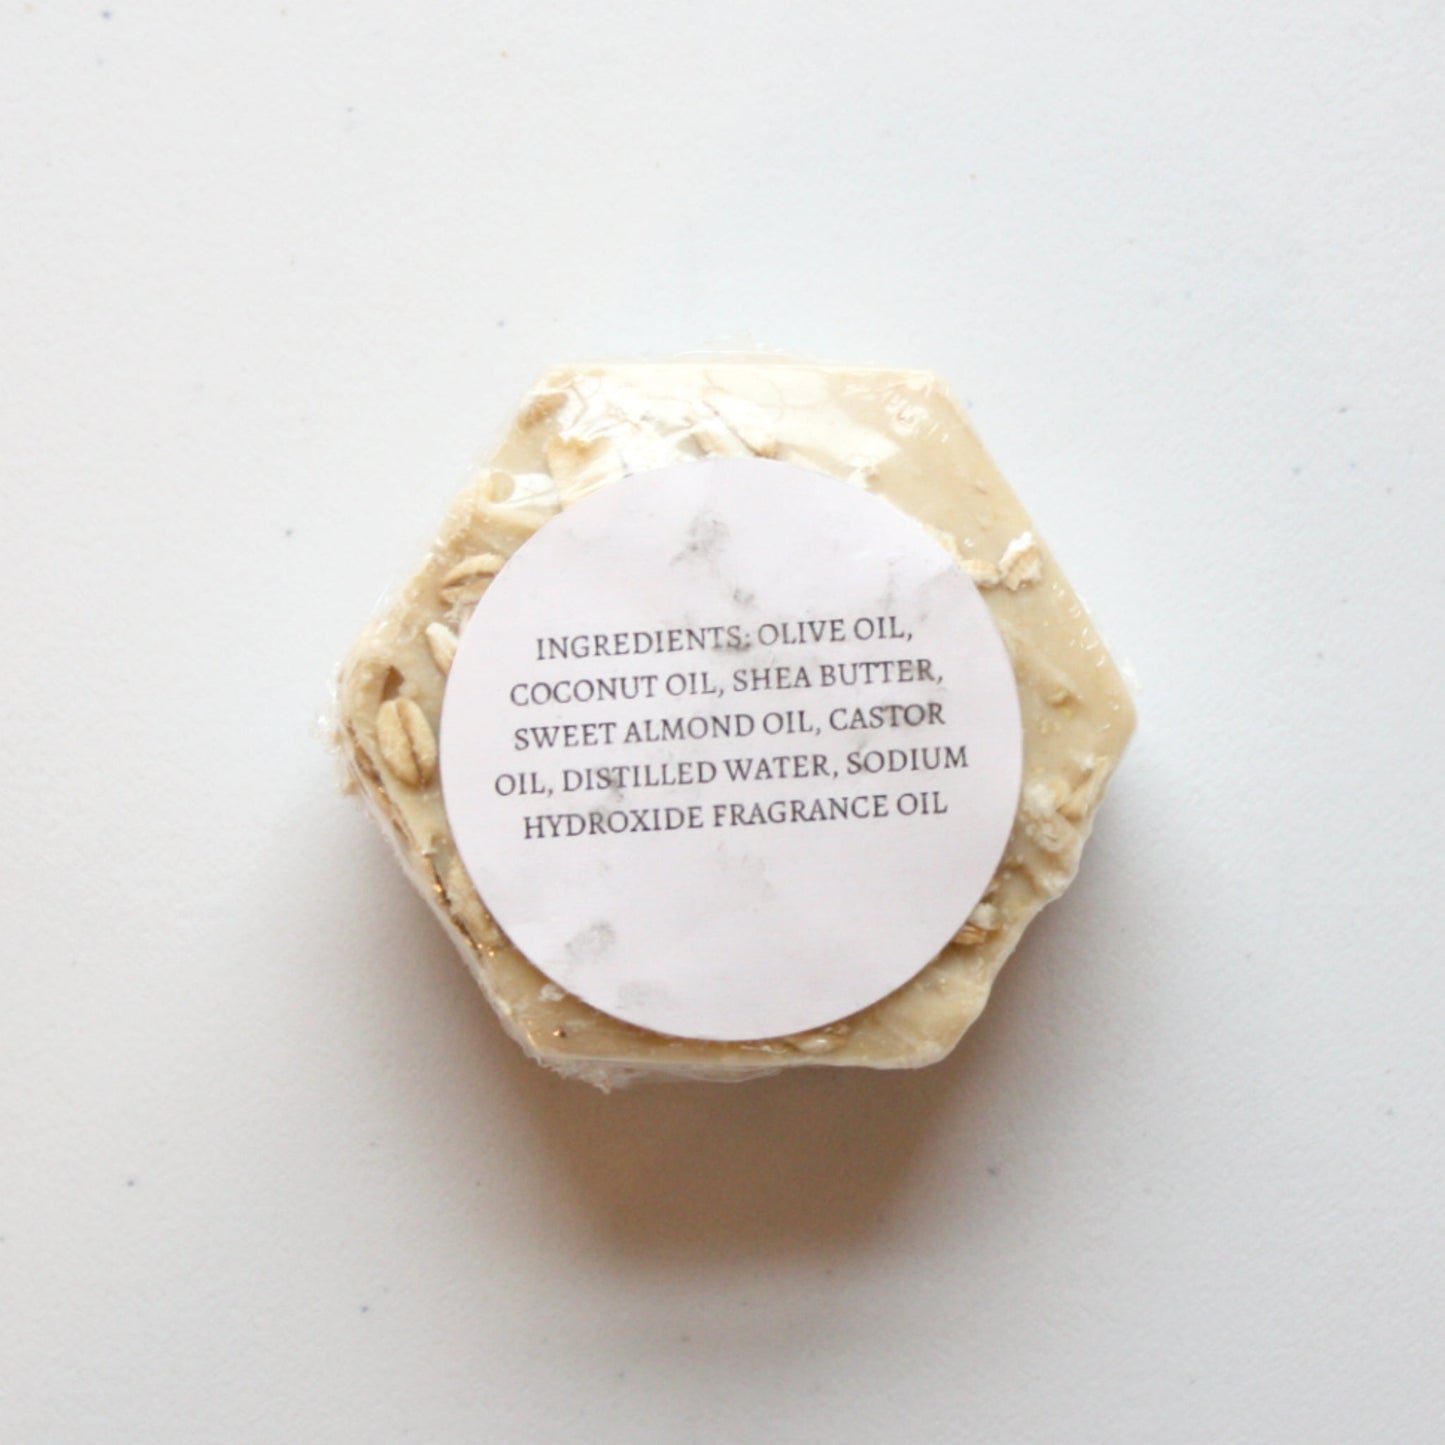 INGREDIENTS: OLIVE OIL,
COCONUT OIL, SHEA BUTTER,
SWEET ALMOND OIL, CASTOR
OIL, DISTILLED WATER, SODIUM
HYDROXIDE FRAGRANCE OIL